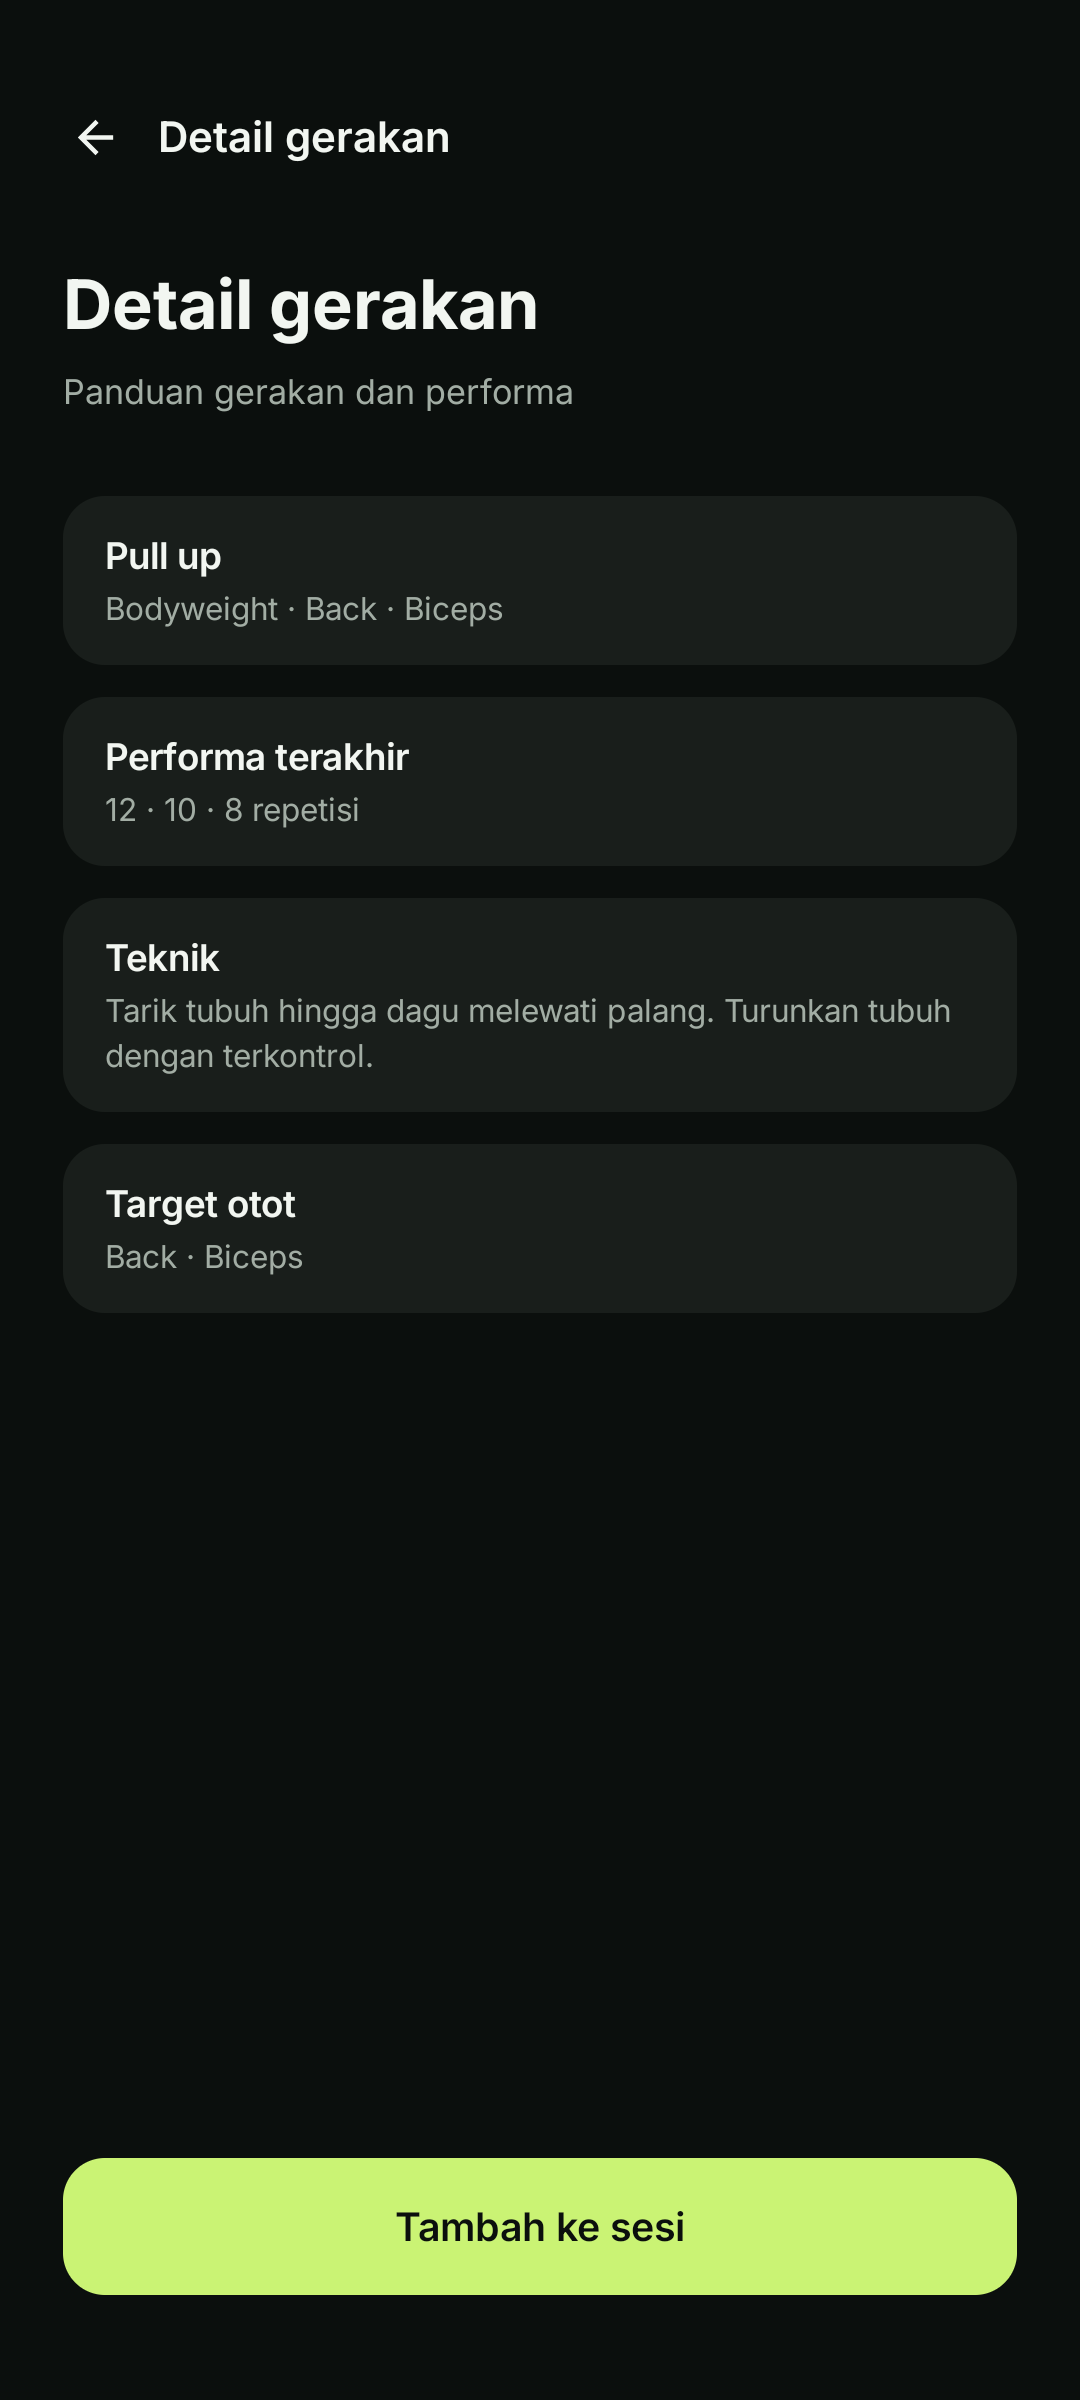 Detail gerakan
Detail gerakan
Panduan gerakan dan performa
Pull up
Bodyweight · Back · Biceps
Performa terakhir
12 · 10 · 8 repetisi
Teknik
Tarik tubuh hingga dagu melewati palang. Turunkan tubuh
dengan terkontrol.
Target otot
Back · Biceps
Tambah ke sesi